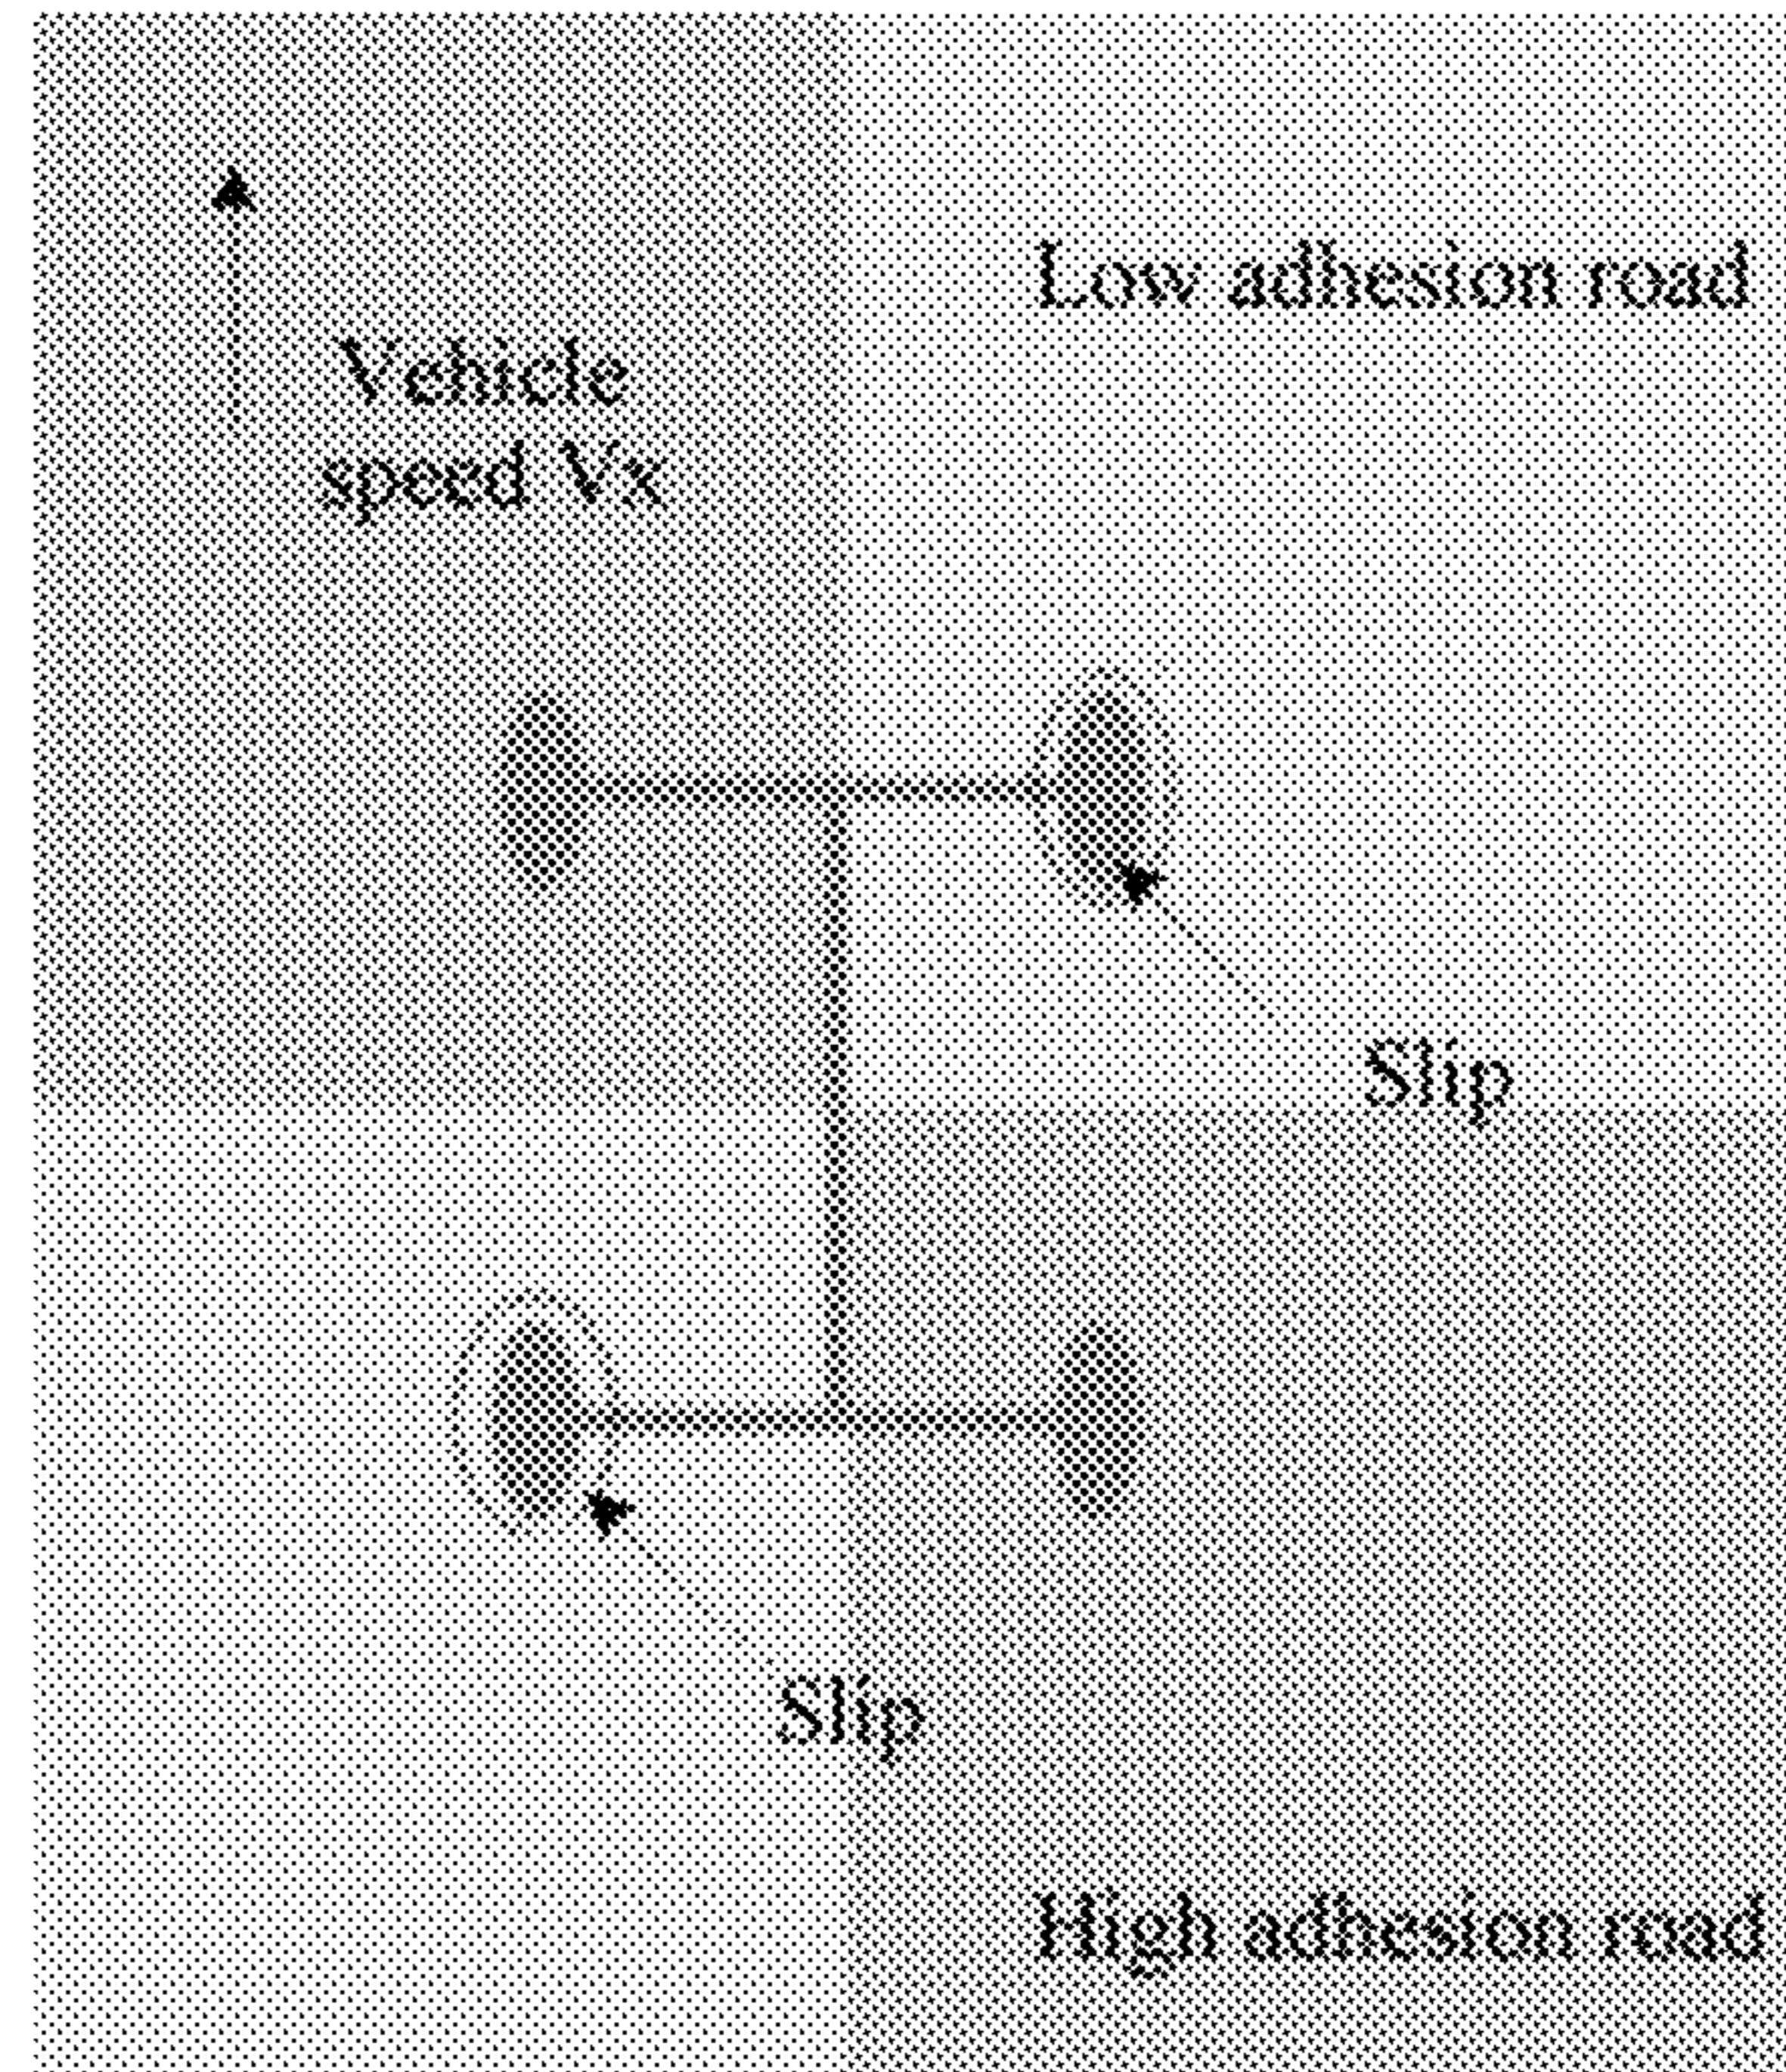 Low adhesion road
Vehicle
speed Vx
Slip
Slip
High adhesion road